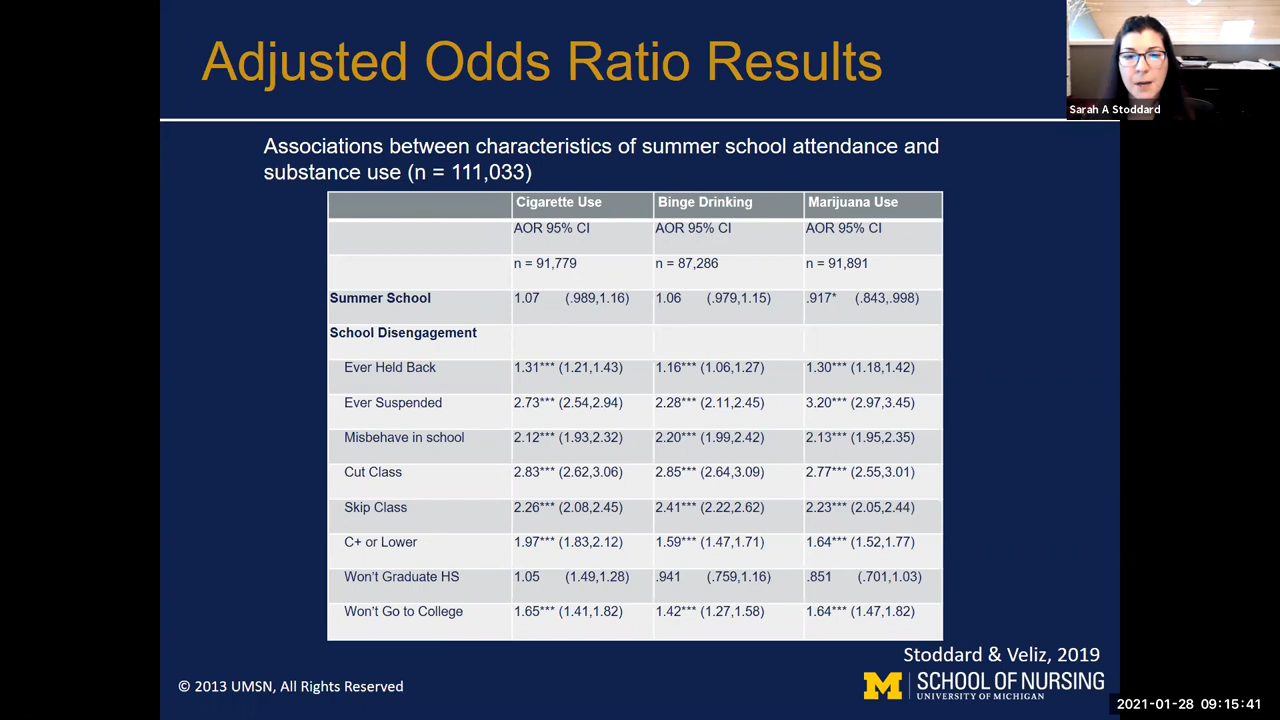 Adjusted Odds Ratio Results
Sarah A Stoddard
Associations between characteristics of summer school attendance and
substance use (n = 111,033)
Cigarette Use Binge Drinking Marijuana Use
AOR 95% CI AOR 95% CI AOR 95% CI
n = 91,779 n = 87,286 n = 91,891
Summer School 1.07 (.989,1.16) 1.06 (.979,1.15) .917* (.843,.998)
School Disengagement
Ever Held Back 1.31*** (1.21,1.43) 1.16*** (1.06,1.27) 1.30*** (1.18,1.42)
Ever Suspended 2.73*** (2.54,2.94) 2.28*** (2.11,2.45) 3.20*** (2.97,3.45)
Misbehave in school 2.12*** (1.93,2.32) 2.20*** (1.99,2.42) 2.13*** (1.95,2.35)
Cut Class 2.83*** (2.62,3.06) 2.85*** (2.64,3.09) 2.77*** (2.55,3.01)
Skip Class 2.26*** (2.08,2.45) 2.41*** (2.22,2.62) 2.23*** (2.05,2.44)
C+ or Lower 1.97*** (1.83,2.12) 1.59*** (1.47,1.71) 1.64*** (1.52,1.77)
Won't Graduate HS 1.05 (1.49,1.28) .941 (.759,1.16) .851 (.701,1.03)
Won't Go to College 1.65*** (1.41,1.82) 1.42*** (1.27,1.58) 1.64*** (1.47,1.82)
Stoddard & Veliz, 2019
© 2013 UMSN, All Rights Reserved
M SCHOOL OF NURSING
UNIVERSITY OF MICHIGAN
2021-01-28 09:15:41